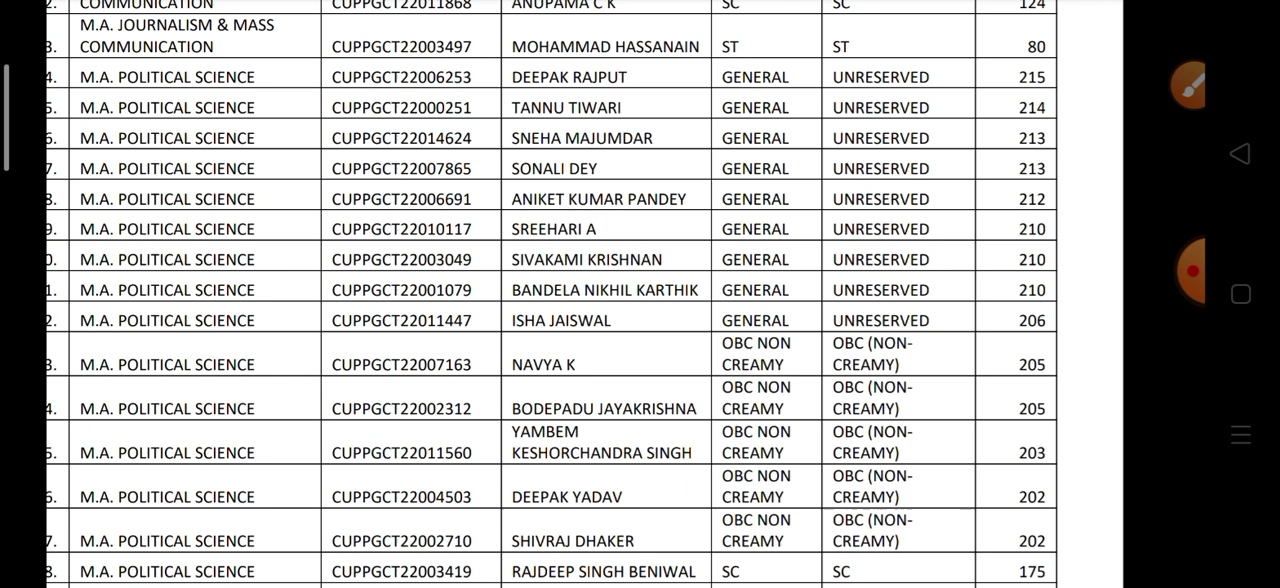 2. COMMUNICATION CUPPGCT22011868 ANUPAMA C K SC SC 124
M.A. JOURNALISM & MASS
3. COMMUNICATION CUPPGCT22003497 MOHAMMAD HASSANAIN ST ST 80
4. M.A. POLITICAL SCIENCE CUPPGCT22006253 DEEPAK RAJPUT GENERAL UNRESERVED 215
5. M.A. POLITICAL SCIENCE CUPPGCT22000251 TANNU TIWARI GENERAL UNRESERVED 214
6. M.A. POLITICAL SCIENCE CUPPGCT22014624 SNEHA MAJUMDAR GENERAL UNRESERVED 213
7. M.A. POLITICAL SCIENCE CUPPGCT22007865 SONALI DEY GENERAL UNRESERVED 213
8. M.A. POLITICAL SCIENCE CUPPGCT22006691 ANIKET KUMAR PANDEY GENERAL UNRESERVED 212
9. M.A. POLITICAL SCIENCE CUPPGCT22010117 SREEHARI A GENERAL UNRESERVED 210
0. M.A. POLITICAL SCIENCE CUPPGCT22003049 SIVAKAMI KRISHNAN GENERAL UNRESERVED 210
1. M.A. POLITICAL SCIENCE CUPPGCT22001079 BANDELA NIKHIL KARTHIK GENERAL UNRESERVED 210
2. M.A. POLITICAL SCIENCE CUPPGCT22011447 ISHA JAISWAL GENERAL UNRESERVED 206
OBC NON OBC (NON-
3. M.A. POLITICAL SCIENCE CUPPGCT22007163 NAVYA K CREAMY CREAMY) 205
OBC NON OBC (NON-
4. M.A. POLITICAL SCIENCE CUPPGCT22002312 BODEPADU JAYAKRISHNA CREAMY CREAMY) 205
YAMBEM OBC NON OBC (NON-
5. M.A. POLITICAL SCIENCE CUPPGCT22011560 KESHORCHANDRA SINGH CREAMY CREAMY) 203
OBC NON OBC (NON-
6. M.A. POLITICAL SCIENCE CUPPGCT22004503 DEEPAK YADAV CREAMY CREAMY) 202
OBC NON OBC (NON-
7. M.A. POLITICAL SCIENCE CUPPGCT22002710 SHIVRAJ DHAKER CREAMY CREAMY) 202
8. M.A. POLITICAL SCIENCE CUPPGCT22003419 RAJDEEP SINGH BENIWAL SC SC 175